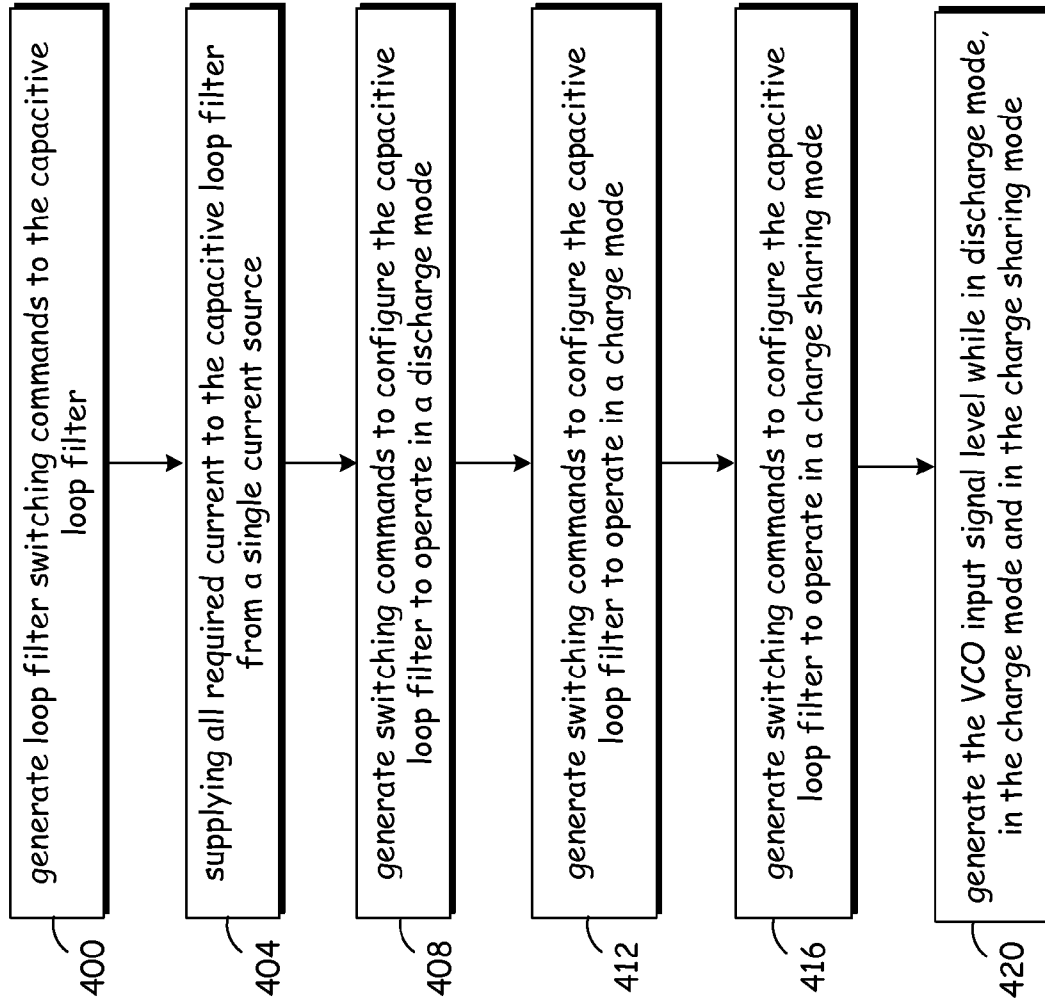 400
generate loop filter switching commands to the capacitive
loop filter
404
supplying all required current to the capacitive loop filter
from a single current source
408
generate switching commands to configure the capacitive
loop filter to operate in a discharge mode
412
generate switching commands to configure the capacitive
loop filter to operate in a charge mode
416
generate switching commands to configure the capacitive
loop filter to operate in a charge sharing mode
420
generate the VCO input signal level while in discharge mode,
in the charge mode and in the charge sharing mode